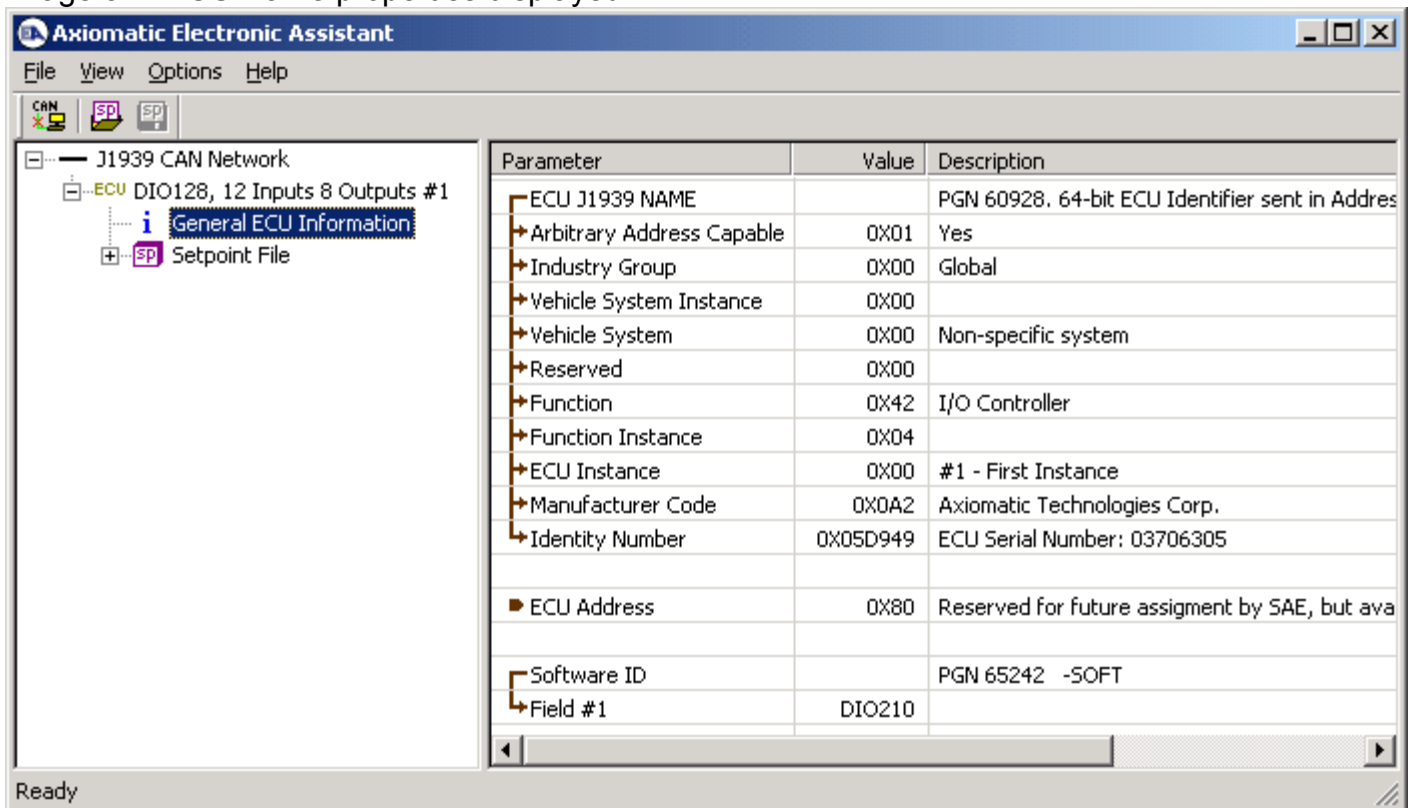 Axiomatic Electronic Assistant
File View Options Help
CAN SP SP
J1939 CAN Network
ECU DIO128, 12 Inputs 8 Outputs #1
i General ECU Information
SP Setpoint File
Parameter Value Description
ECU J1939 NAME PGN 60928. 64-bit ECU Identifier sent in Addres
Arbitrary Address Capable 0X01 Yes
Industry Group 0X00 Global
Vehicle System Instance 0X00
Vehicle System 0X00 Non-specific system
Reserved 0X00
Function 0X42 I/O Controller
Function Instance 0X04
ECU Instance 0X00 #1 - First Instance
Manufacturer Code 0X0A2 Axiomatic Technologies Corp.
Identity Number 0X05D949 ECU Serial Number: 03706305
ECU Address 0X80 Reserved for future assigment by SAE, but ava
Software ID PGN 65242 -SOFT
Field #1 DIO210
Ready